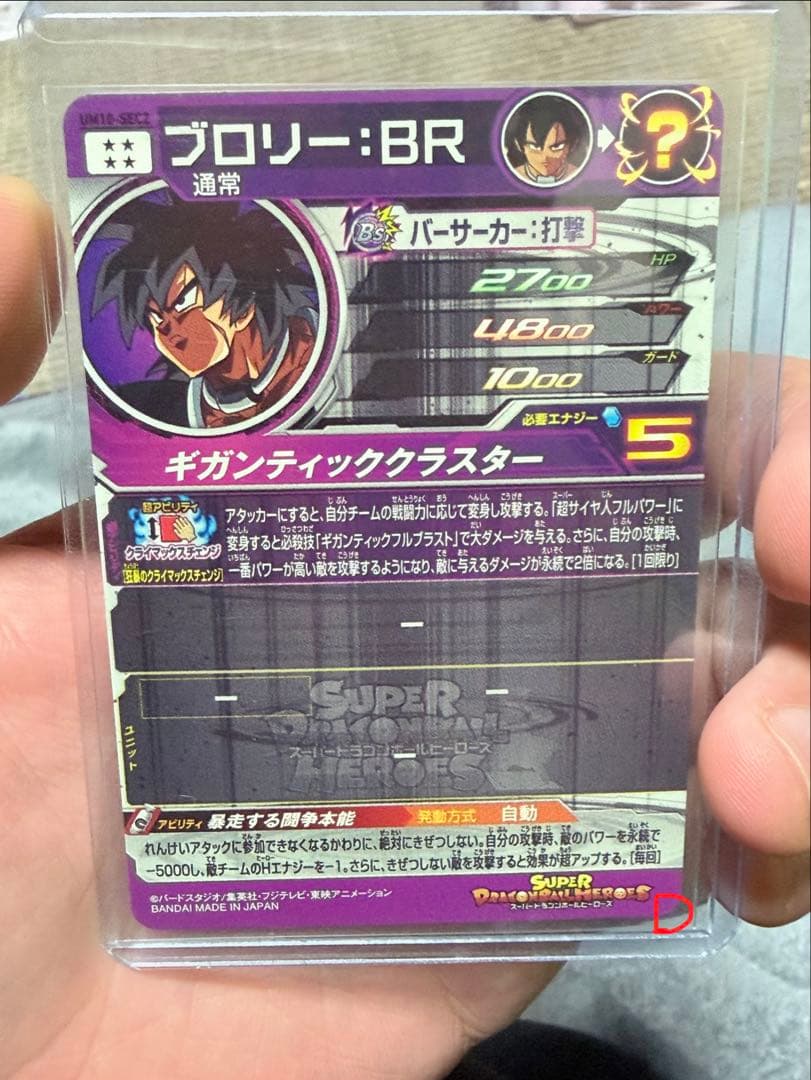 UM10-SEC2
ブロリー:BR
通常
?
Bs
バーサーカー:打撃
HP
2700
パワー
4800
ガード
1000
必要エナジー 5
ギガンティッククラスター
超アビリティ
クライマックスチェンジ
[狂暴のクライマックスチェンジ]
アタッカーにすると、自分チームの戦闘力に応じて変身し攻撃する。「超サイヤ人フルパワー」に
変身すると必殺技「ギガンティックフルブラスト」で大ダメージを与える。さらに、自分の攻撃時、
一番パワーが高い敵を攻撃するようになり、敵に与えるダメージが永続で2倍になる。[1回限り]
ー
ユニット
ー ー
ー
SUPER
DRAGONBALL
スーパードラゴンボールヒーローズ
HEROES
アビリティ 暴走する闘争本能 発動方式 自動
れんけいアタックに参加できなくなるかわりに、絶対にきぜつしない。自分の攻撃時、敵のパワーを永続で
-5000し、敵チームのHエナジーを-1。さらに、きぜつしない敵を攻撃すると効果が超アップする。[毎回]
©バードスタジオ/集英社・フジテレビ・東映アニメーション
BANDAI MADE IN JAPAN
SUPER
DRAGONBALL HEROES
スーパードラゴンボールヒーローズ
D